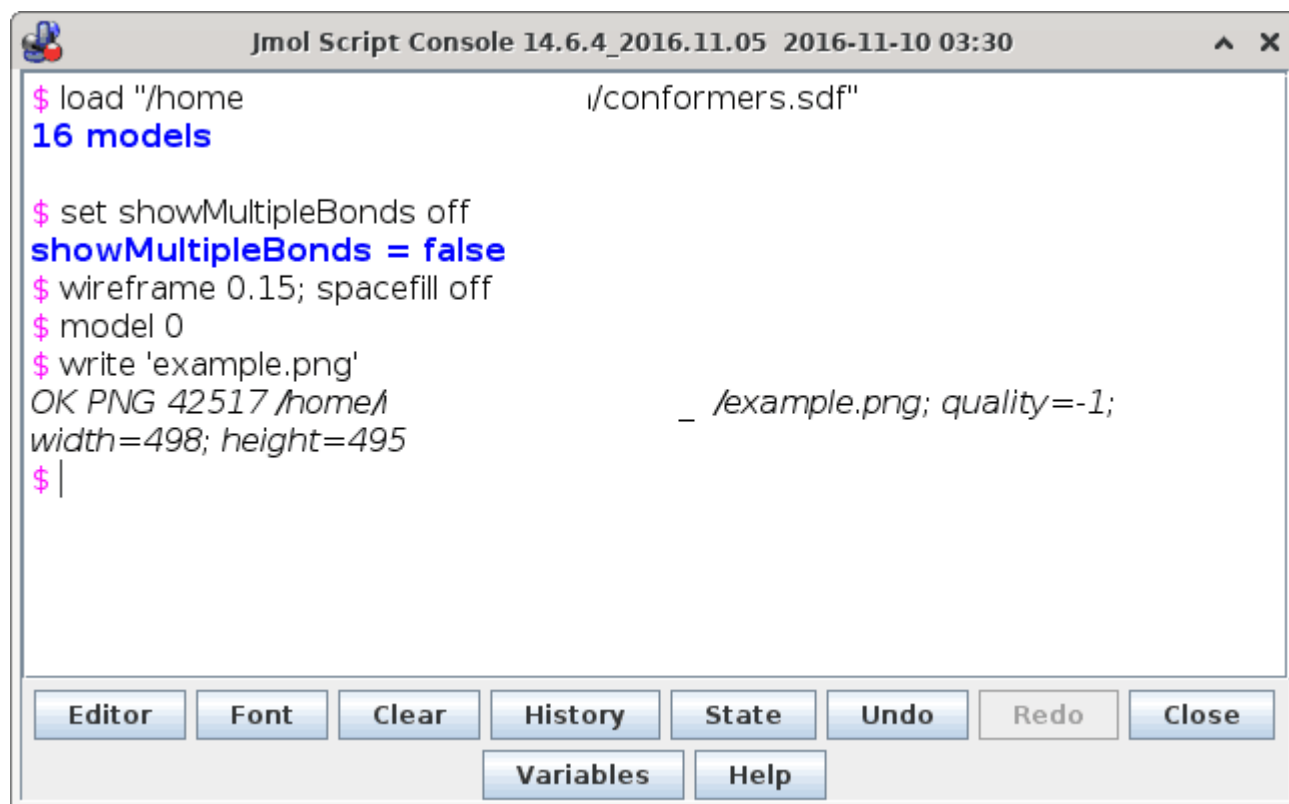 Jmol Script Console 14.6.4_2016.11.05 2016-11-10 03:30
$ load "/home /conformers.sdf"
16 models
$ set showMultipleBonds off
showMultipleBonds = false
$ wireframe 0.15; spacefill off
$ model 0
$ write 'example.png'
OK PNG 42517 /home/ _ /example.png; quality=-1;
width=498; height=495
$
Editor Font Clear History State Undo Redo Close
Variables Help